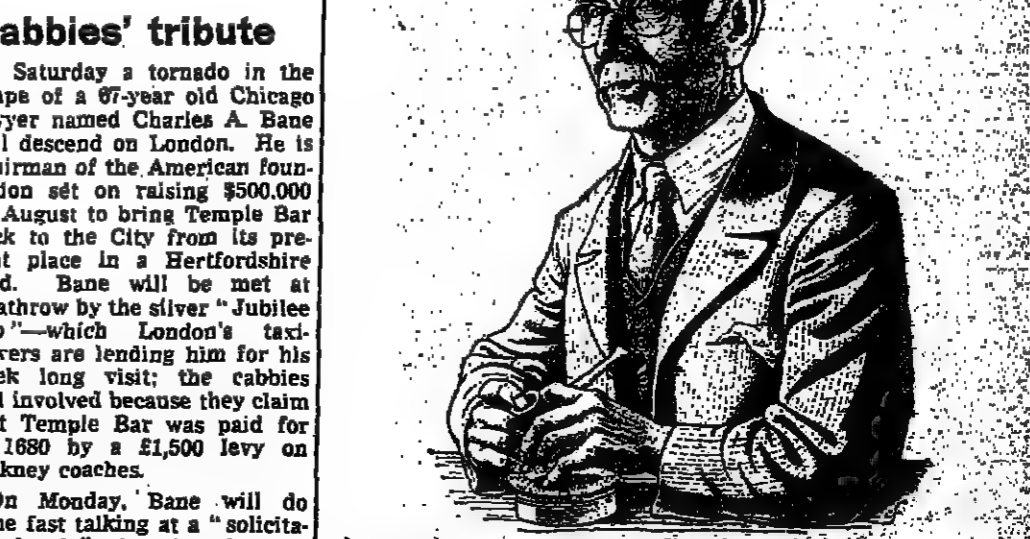 abbies' tribute
Saturday a tornado in the
ape of a 67-year old Chicago
yer named Charles A. Bane
l descend on London. He is
airman of the American foun-
ion set on raising $500.000
August to bring Temple Bar
ck to the City from its pre-
t place in a Hertfordshire
d. Bane will be met at
athrow by the silver "Jubilee
"—which London's taxi-
rers are lending him for his
ek long visit; the cabbies
l involved because they claim
t Temple Bar was paid for
1680 by a £1,500 levy on
kney coaches.
On Monday, Bane will do
me fast talking at a "solicita-